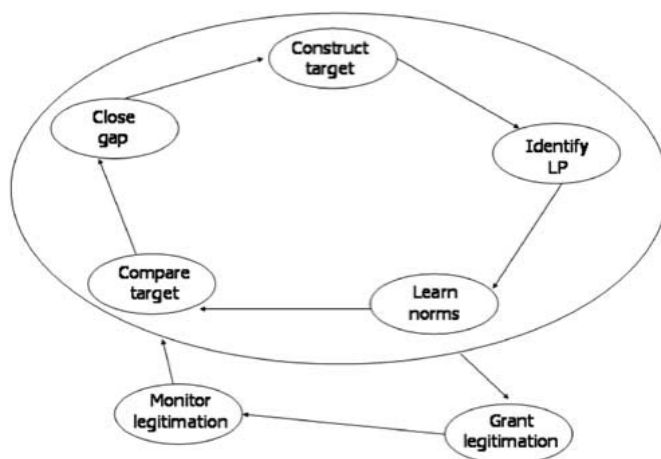 Construct
target
Close
gap
Identify
LP
Compare
target
Learn
norms
Monitor
legitimation
Grant
legitimation